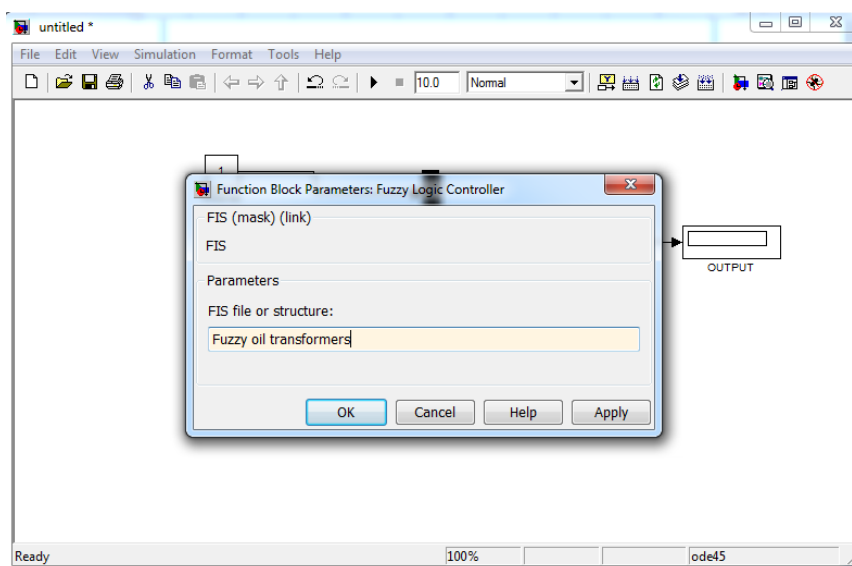 untitled *
File Edit View Simulation Format Tools Help
10.0 Normal
1
Function Block Parameters: Fuzzy Logic Controller
FIS (mask) (link)
FIS
Parameters
FIS file or structure:
Fuzzy oil transformers
OK Cancel Help Apply
OUTPUT
Ready 100% ode45